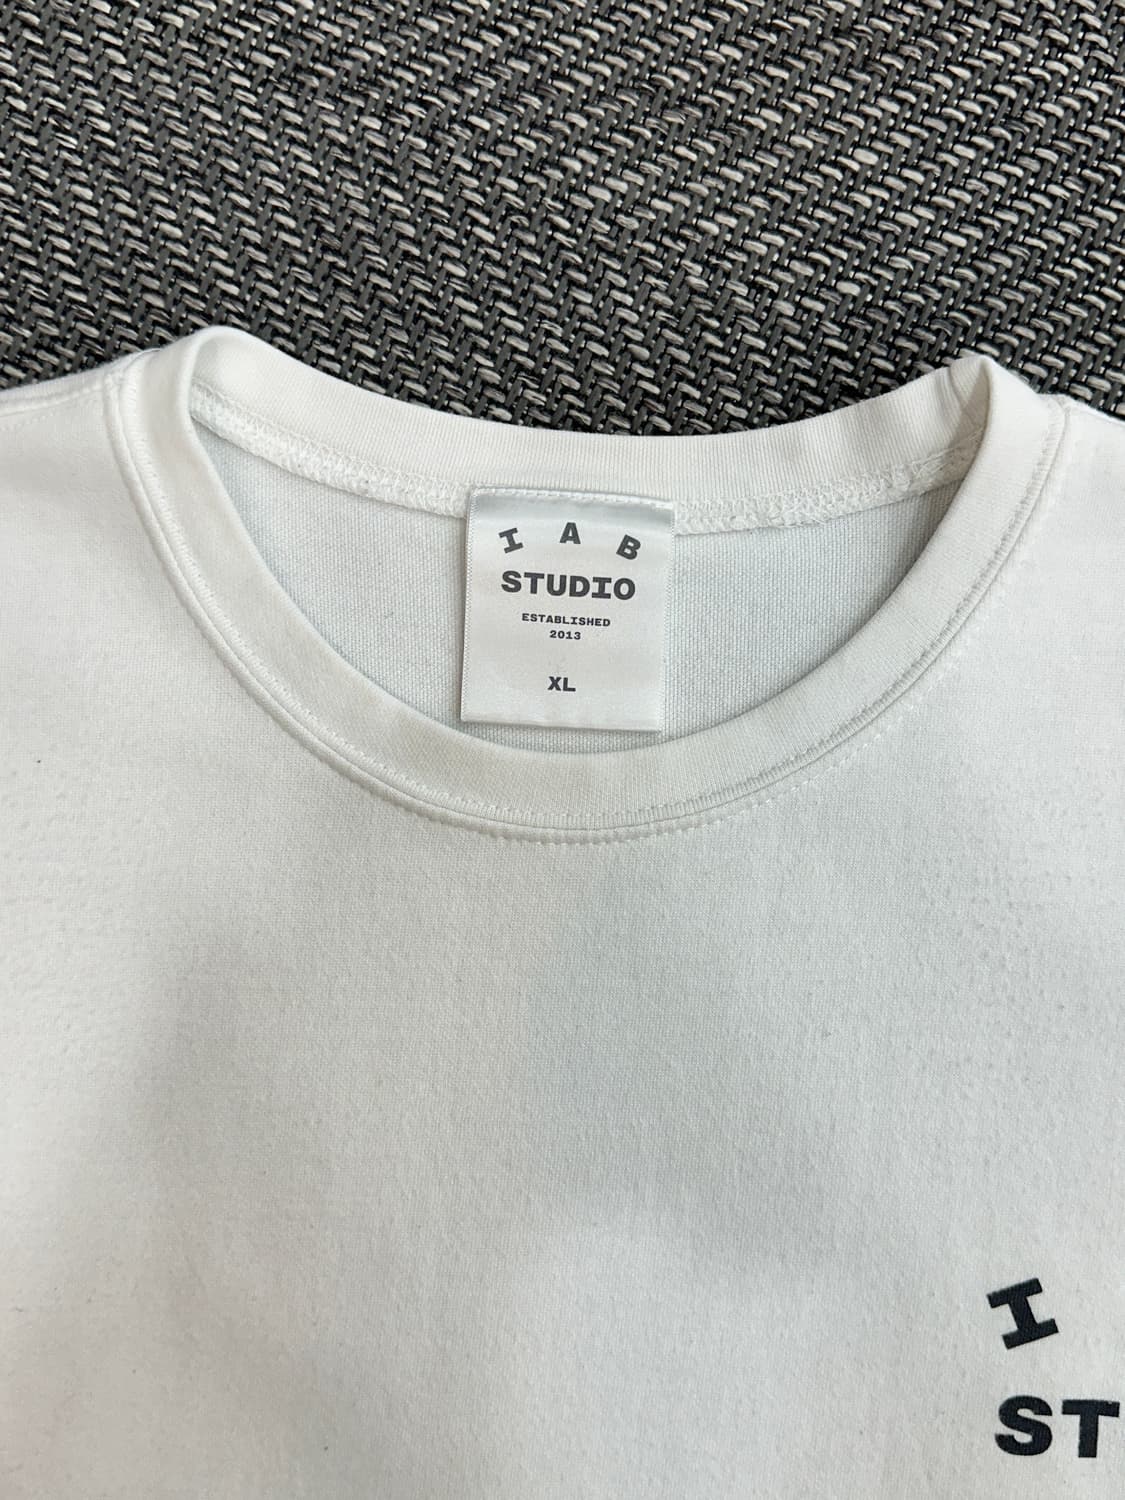 I A B
STUDIO
ESTABLISHED
2013
XL
I
ST